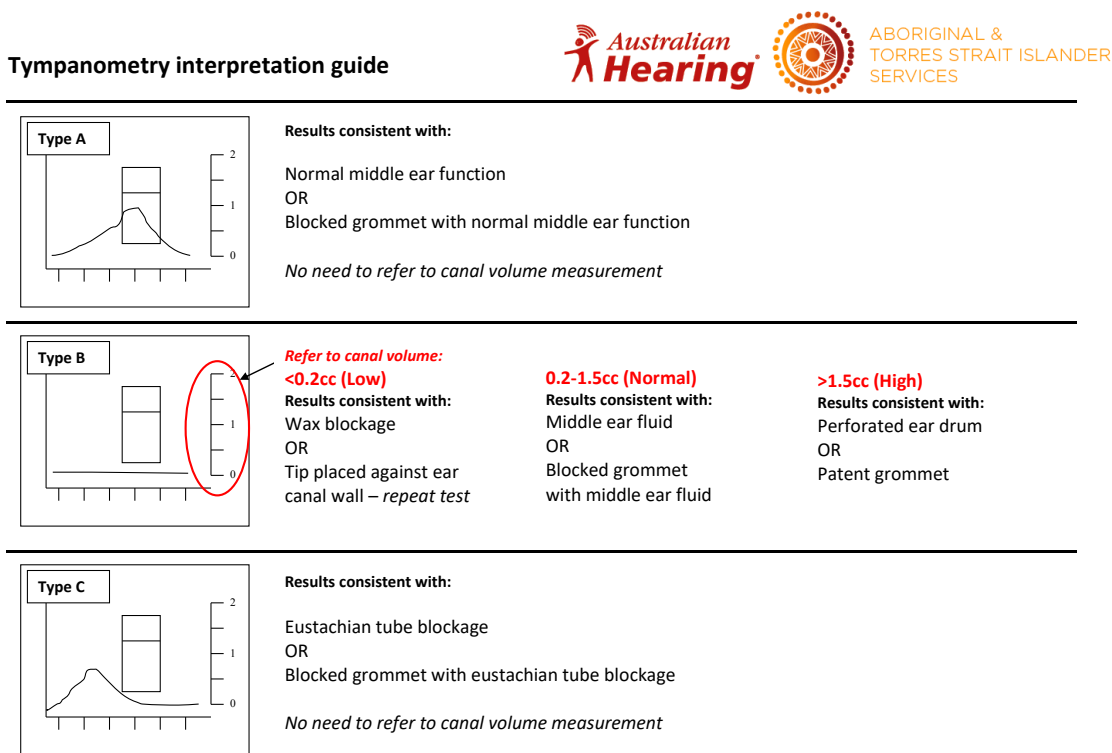 Tympanometry interpretation guide
Australian
Hearing
ABORIGINAL &
TORRES STRAIT ISLANDER
SERVICES
Type A
2
1
0
Results consistent with:
Normal middle ear function
OR
Blocked grommet with normal middle ear function
No need to refer to canal volume measurement
Type B
2
1
0
Refer to canal volume:
<0.2cc (Low)
Results consistent with:
Wax blockage
OR
Tip placed against ear
canal wall – repeat test
0.2-1.5cc (Normal)
Results consistent with:
Middle ear fluid
OR
Blocked grommet
with middle ear fluid
>1.5cc (High)
Results consistent with:
Perforated ear drum
OR
Patent grommet
Type C
2
1
0
Results consistent with:
Eustachian tube blockage
OR
Blocked grommet with eustachian tube blockage
No need to refer to canal volume measurement